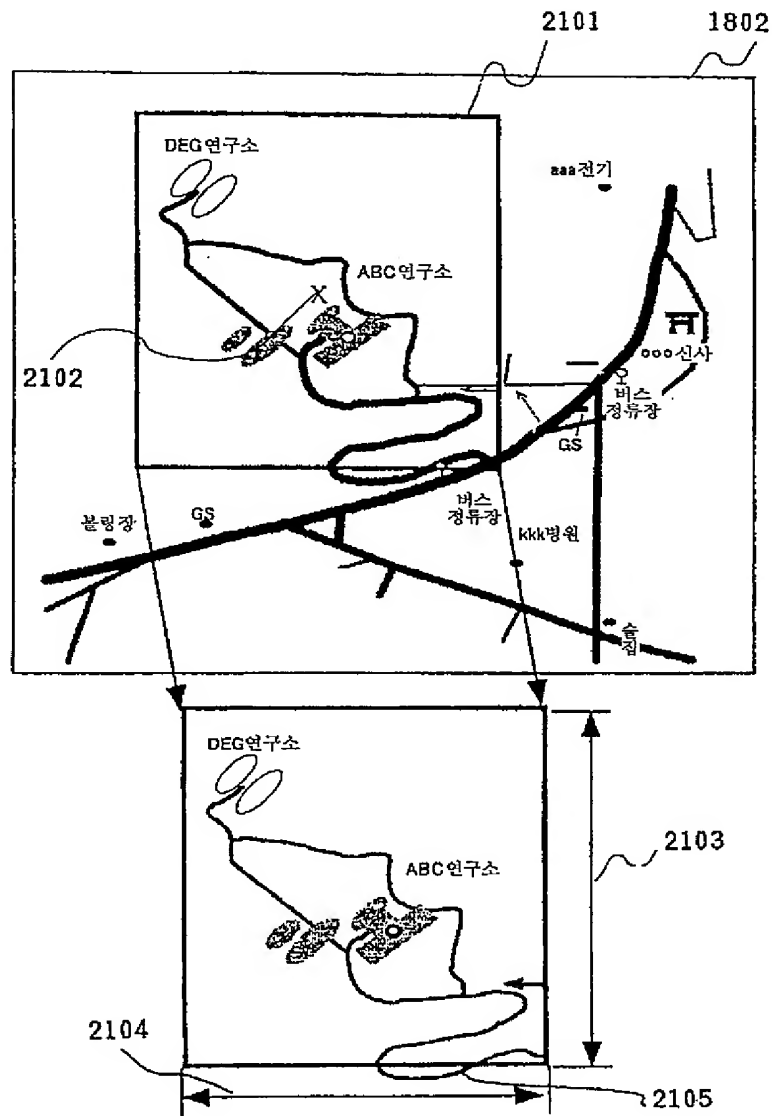 2101
1802
DEG연구소
aaa전기
ABC연구소
2102
ooo신사
버스
정류장
GS
버스
정류장
볼링장
GS
kkk병원
술
집
DEG연구소
2103
ABC연구소
2104
2105